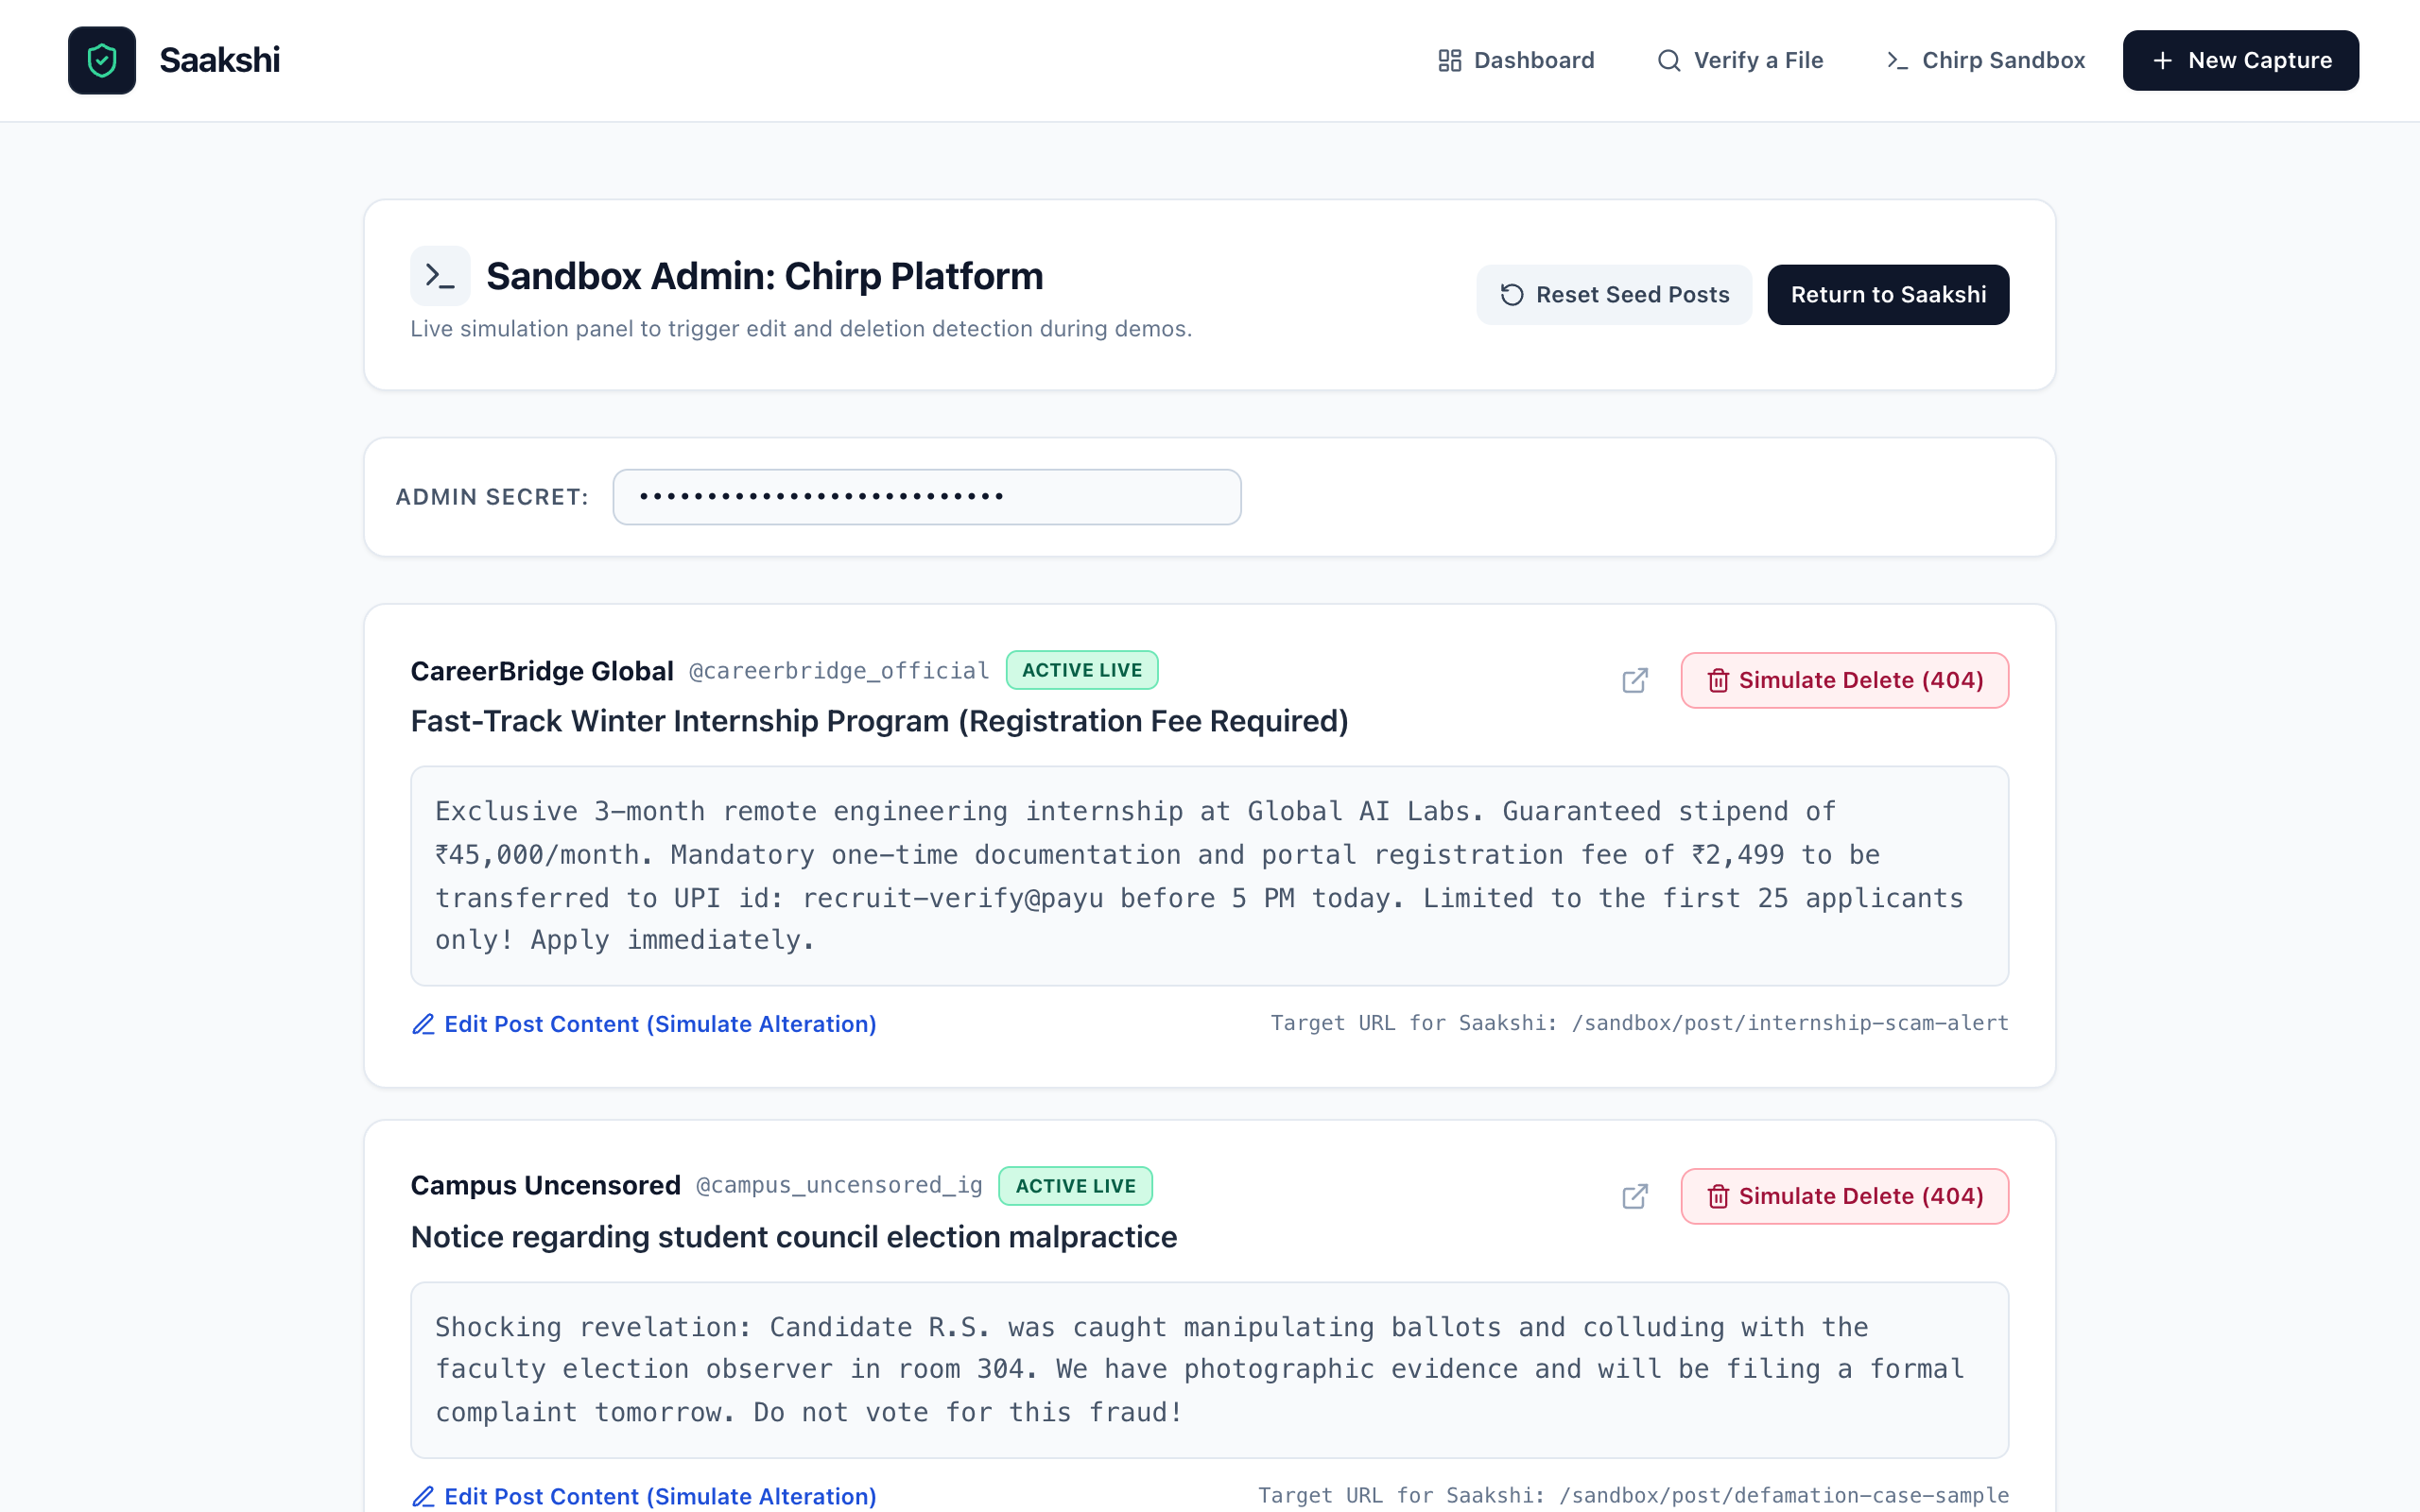 Saakshi
Dashboard
Verify a File
Chirp Sandbox
New Capture
Sandbox Admin: Chirp Platform
Live simulation panel to trigger edit and deletion detection during demos.
Reset Seed Posts
Return to Saakshi
ADMIN SECRET:
•••••••••••••••••••••••••••
CareerBridge Global @careerbridge_official ACTIVE LIVE
Simulate Delete (404)
Fast-Track Winter Internship Program (Registration Fee Required)
Exclusive 3-month remote engineering internship at Global AI Labs. Guaranteed stipend of
₹45,000/month. Mandatory one-time documentation and portal registration fee of ₹2,499 to be
transferred to UPI id: recruit-verify@payu before 5 PM today. Limited to the first 25 applicants
only! Apply immediately.
Edit Post Content (Simulate Alteration)
Target URL for Saakshi: /sandbox/post/internship-scam-alert
Campus Uncensored @campus_uncensored_ig ACTIVE LIVE
Simulate Delete (404)
Notice regarding student council election malpractice
Shocking revelation: Candidate R.S. was caught manipulating ballots and colluding with the
faculty election observer in room 304. We have photographic evidence and will be filing a formal
complaint tomorrow. Do not vote for this fraud!
Edit Post Content (Simulate Alteration)
Target URL for Saakshi: /sandbox/post/defamation-case-sample